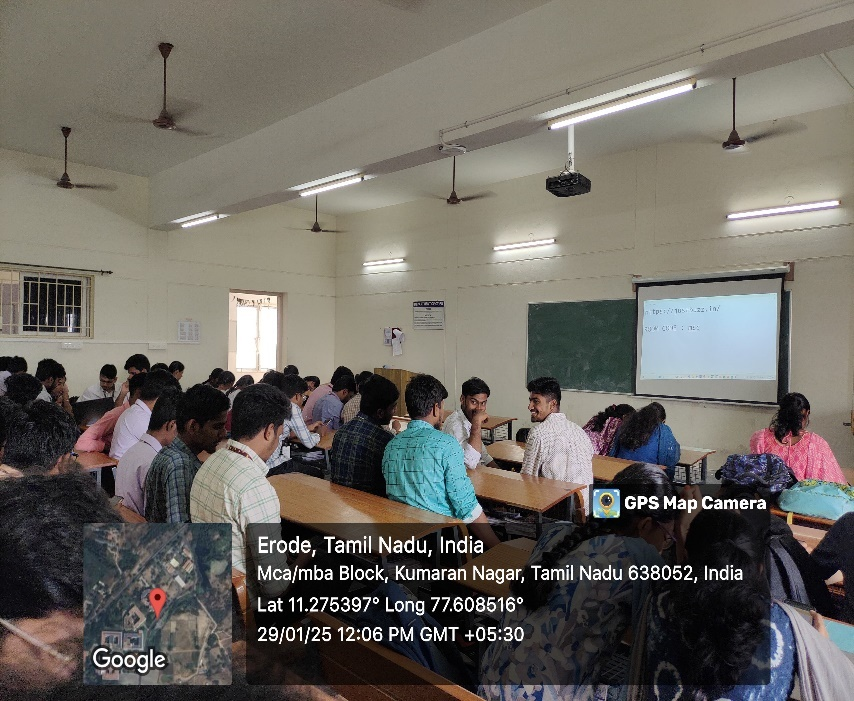 GPS Map Camera
Erode, Tamil Nadu, India
Mca/mba Block, Kumaran Nagar, Tamil Nadu 638052, India
Lat 11.275397° Long 77.608516°
29/01/25 12:06 PM GMT +05:30
Google